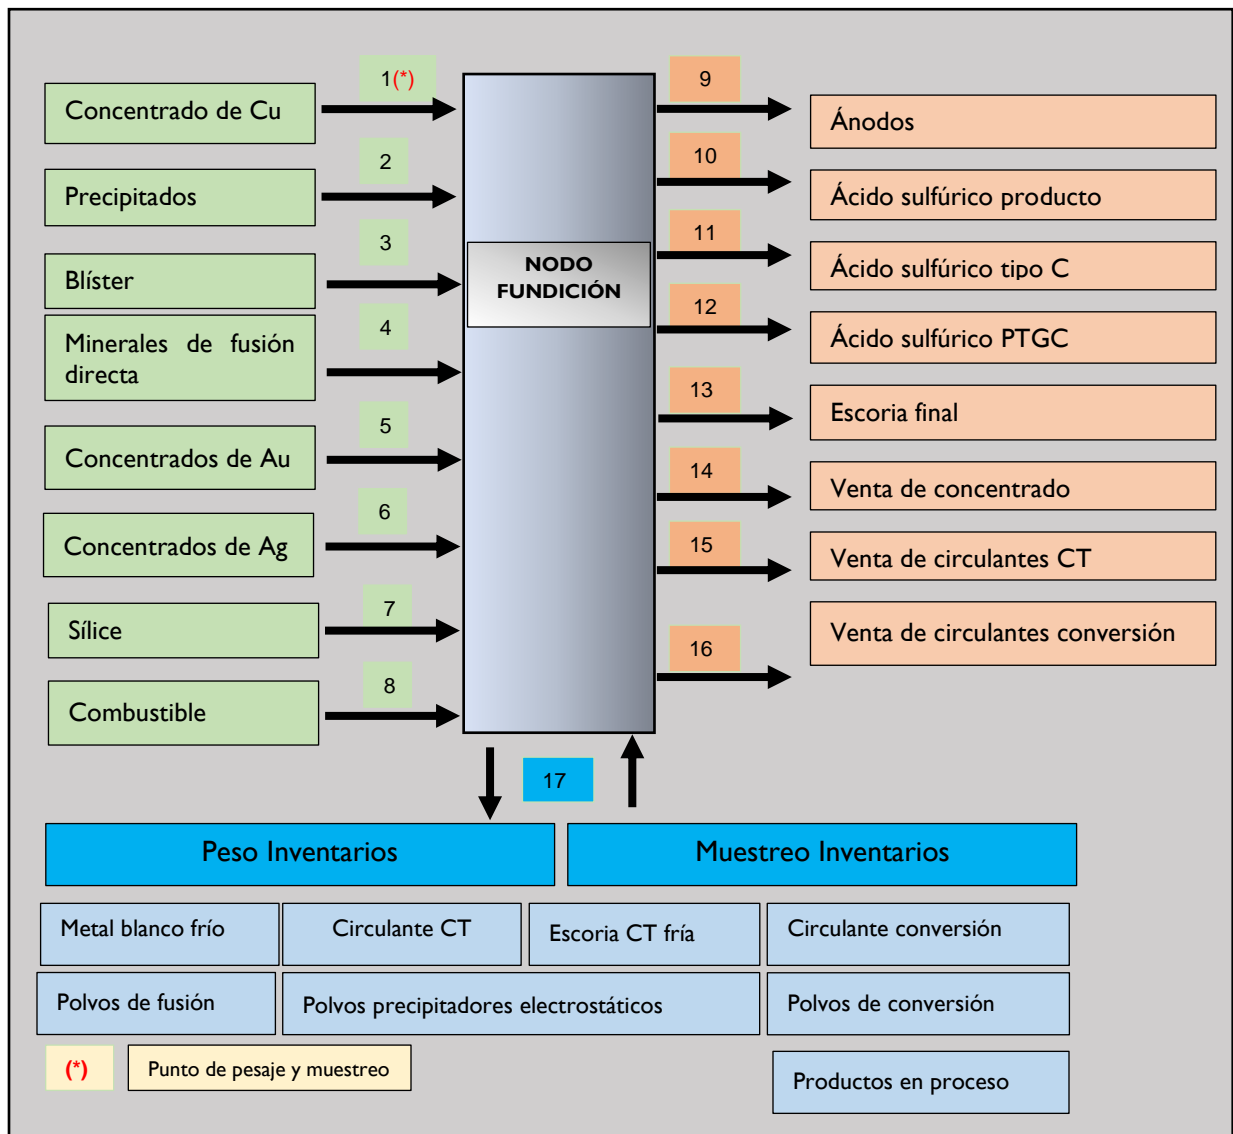 1(*)
Concentrado de Cu
2
Precipitados
3
Blíster
4
Minerales de fusión
directa
5
Concentrados de Au
6
Concentrados de Ag
7
Sílice
8
Combustible
NODO
FUNDICIÓN
9
Ánodos
10
Ácido sulfúrico producto
11
Ácido sulfúrico tipo C
12
Ácido sulfúrico PTGC
13
Escoria final
14
Venta de concentrado
15
Venta de circulantes CT
16
Venta de circulantes conversión
17
Peso Inventarios
Muestreo Inventarios
Metal blanco frío
Circulante CT
Escoria CT fría
Circulante conversión
Polvos de fusión
Polvos precipitadores electrostáticos
Polvos de conversión
(*)
Punto de pesaje y muestreo
Productos en proceso